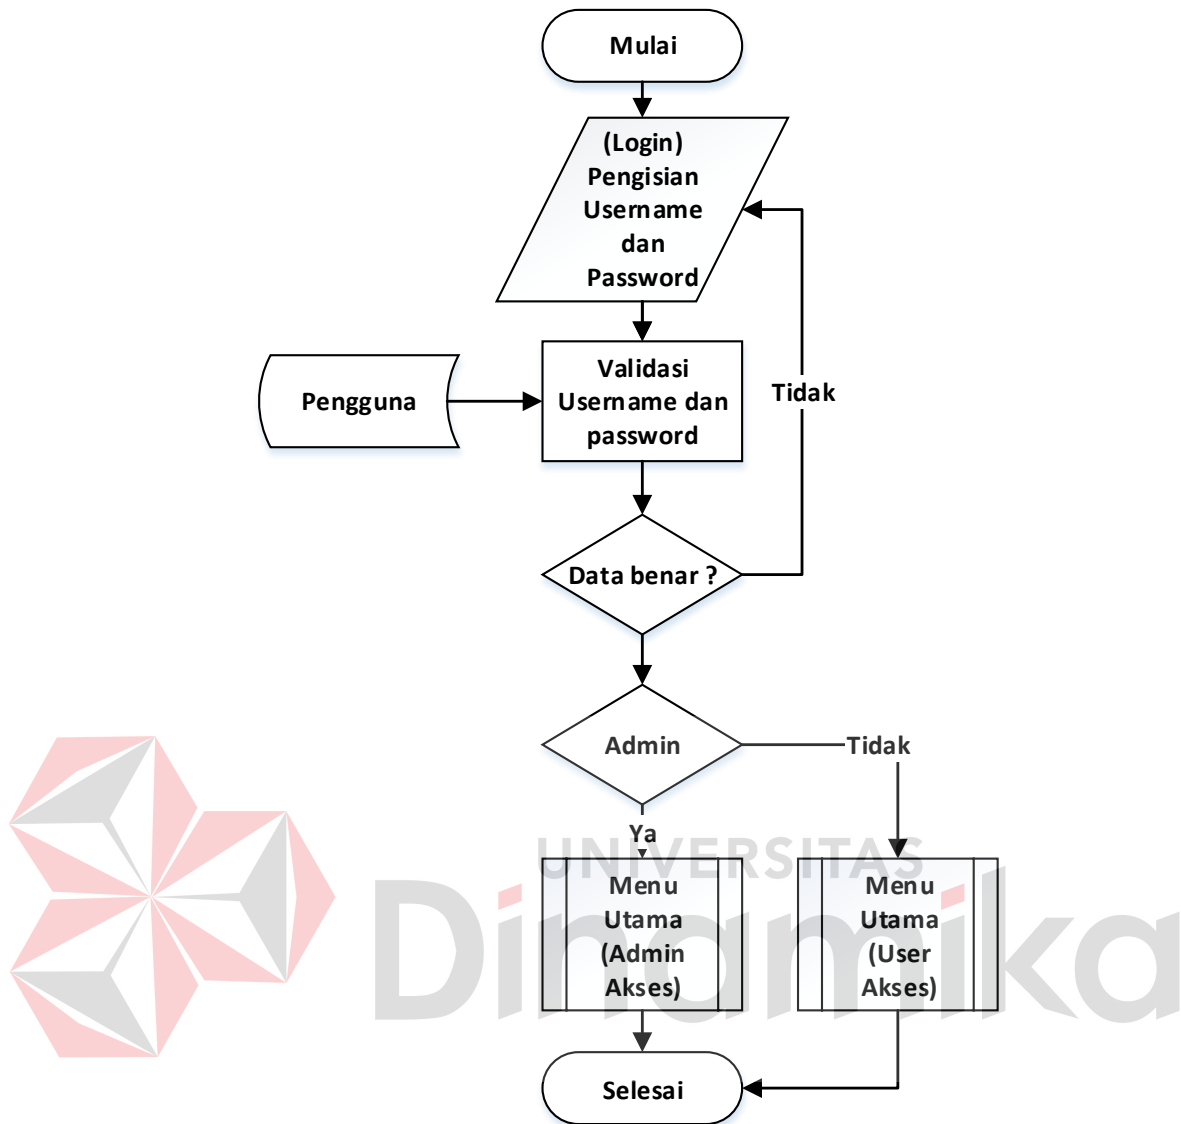 Mulai
(Login)
Pengisian
Username
dan
Password
Validasi
Username dan
password
Pengguna
Tidak
Data benar ?
Admin
Tidak
Ya
UNIVERSITAS
Dinamika
Menu
Utama
(Admin
Akses)
Menu
Utama
(User
Akses)
Selesai